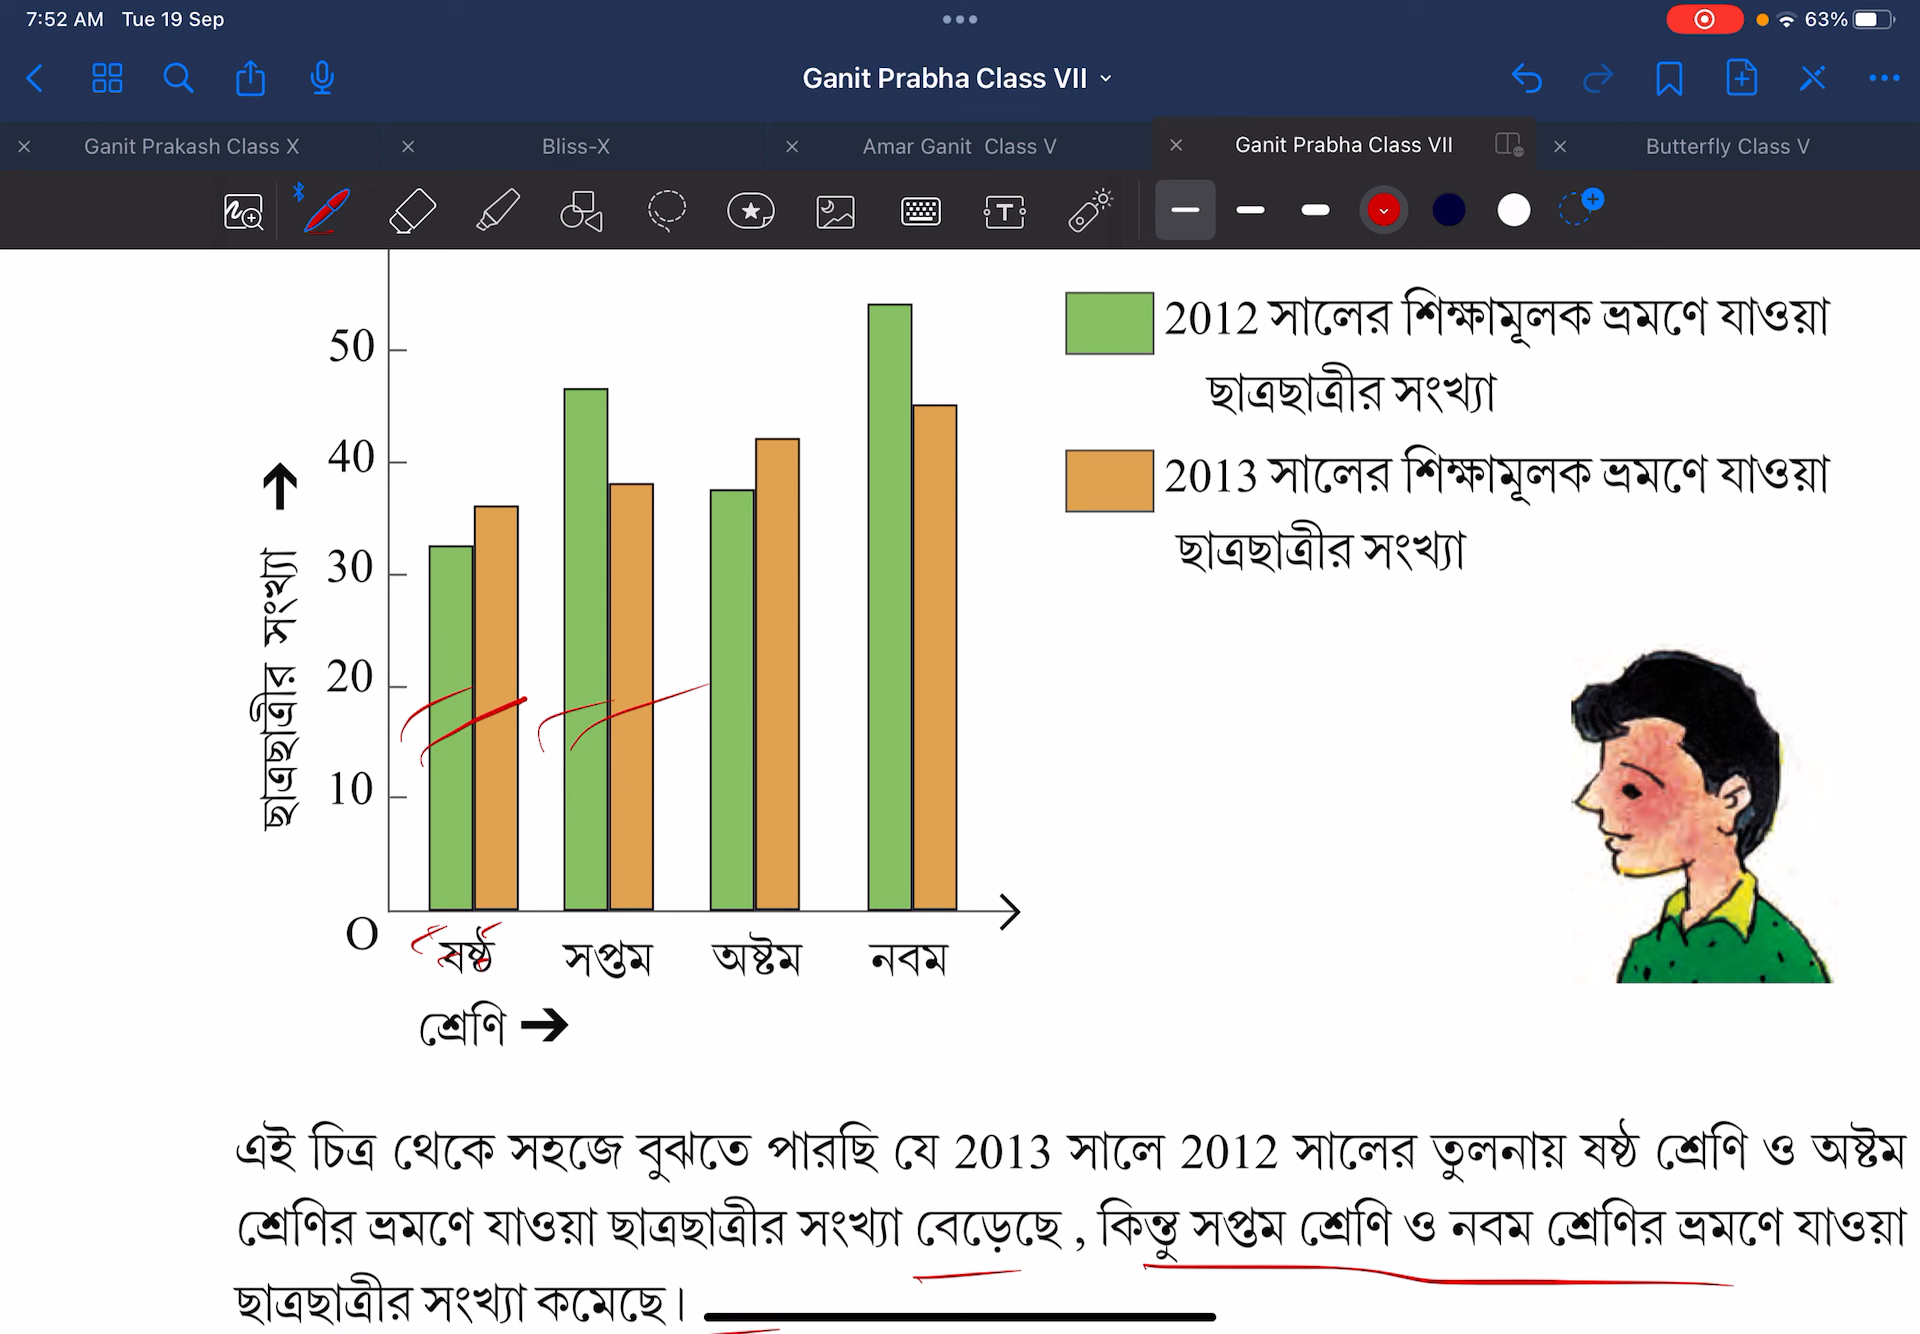 7:52 AM Tue 19 Sep
63%
Ganit Prabha Class VII
Ganit Prakash Class X
Bliss-X
Amar Ganit Class V
Ganit Prabha Class VII
Butterfly Class V
T
2012 সালের শিক্ষামূলক ভ্রমণে যাওয়া
ছাত্রছাত্রীর সংখ্যা
2013 সালের শিক্ষামূলক ভ্রমণে যাওয়া
ছাত্রছাত্রীর সংখ্যা
50
40
30
20
10
O
ছাত্রছাত্রীর সংখ্যা
ষষ্ঠ সপ্তম অষ্টম নবম
শ্রেণি
এই চিত্র থেকে সহজে বুঝতে পারছি যে 2013 সালে 2012 সালের তুলনায় ষষ্ঠ শ্রেণি ও অষ্টম
শ্রেণির ভ্রমণে যাওয়া ছাত্রছাত্রীর সংখ্যা বেড়েছে , কিন্তু সপ্তম শ্রেণি ও নবম শ্রেণির ভ্রমণে যাওয়া
ছাত্রছাত্রীর সংখ্যা কমেছে।